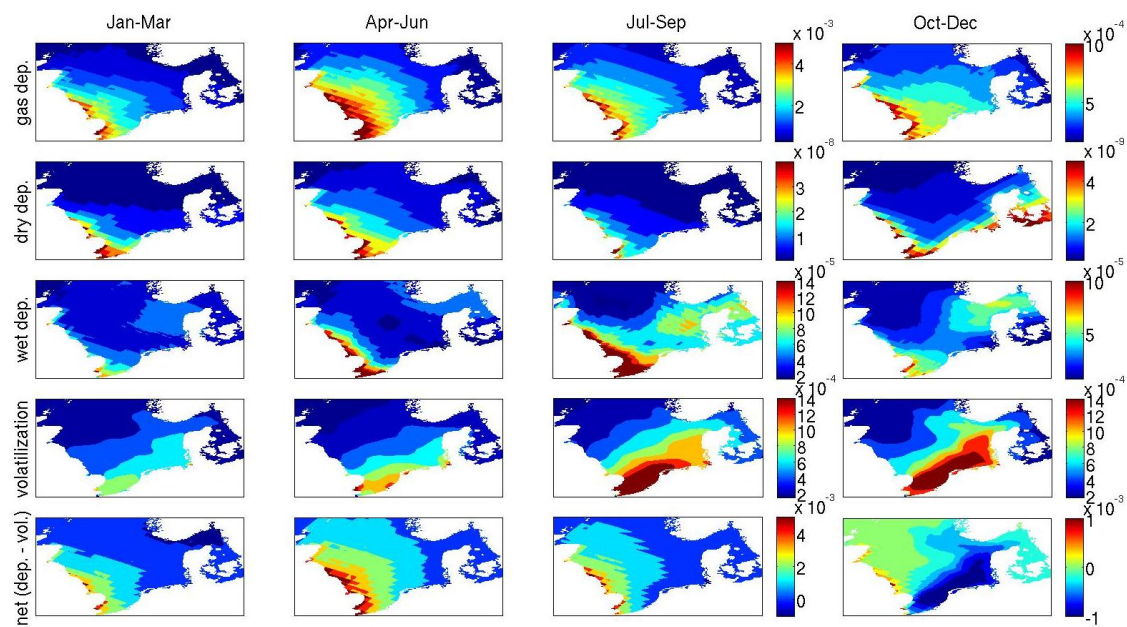 Jan-Mar Apr-Jun Jul-Sep Oct-Dec
gas dep.
x 10⁻³
4
2
10⁻⁴
10
5
dry dep.
x 10⁻⁸
4
3
2
1
x 10⁻⁹
4
2
wet dep.
x 10⁻⁵
14
12
10
8
6
4
2
x 10⁻⁵
10
5
volatilization
x 10⁻⁴
14
12
10
8
6
4
2
x 10⁻⁴
14
12
10
8
6
4
2
net (dep. - vol.)
x 10⁻³
4
2
0
x 10⁻³
1
0
-1